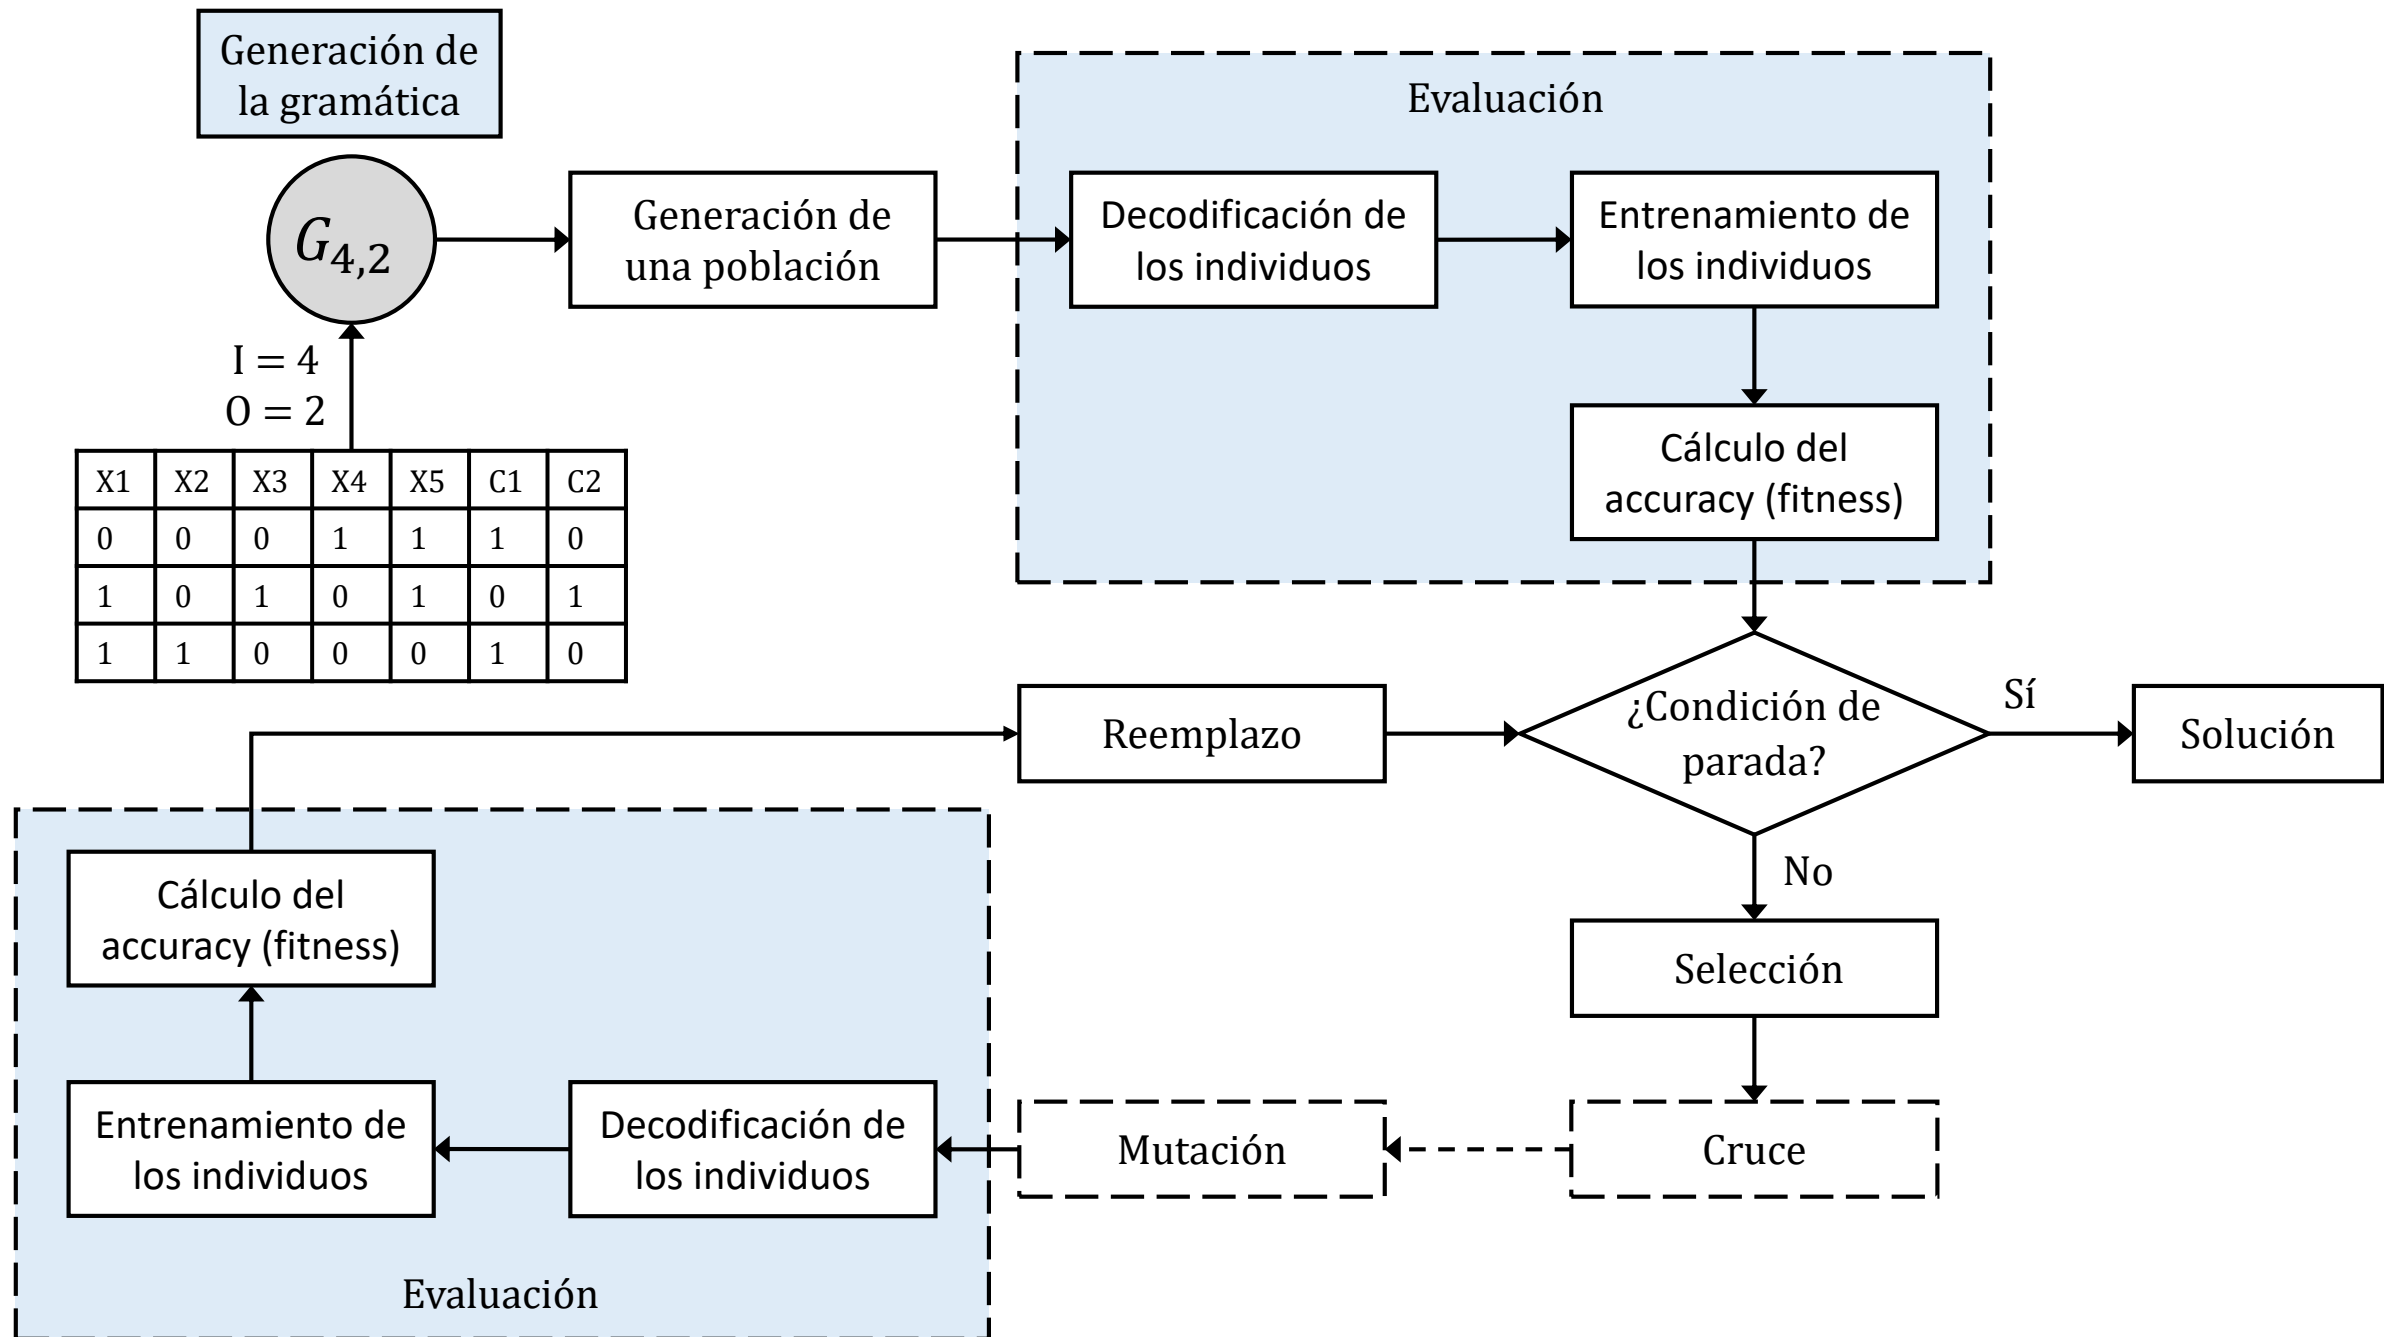 Generación de
la gramática
Evaluación
G4,2
Generación de
una población
Decodificación de
los individuos
Entrenamiento de
los individuos
I = 4
O = 2
Cálculo del
accuracy (fitness)
X1 X2 X3 X4 X5 C1 C2
0 0 0 1 1 1 0
1 0 1 0 1 0 1
1 1 0 0 0 1 0
Reemplazo
¿Condición de
parada?
Sí
Solución
No
Cálculo del
accuracy (fitness)
Selección
Entrenamiento de
los individuos
Decodificación de
los individuos
Mutación
Cruce
Evaluación